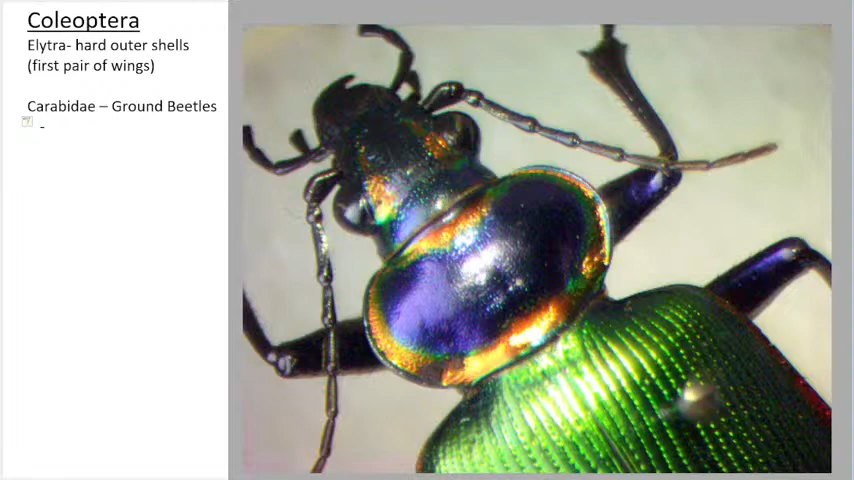 Coleoptera
Elytra- hard outer shells
(first pair of wings)
Carabidae – Ground Beetles
-